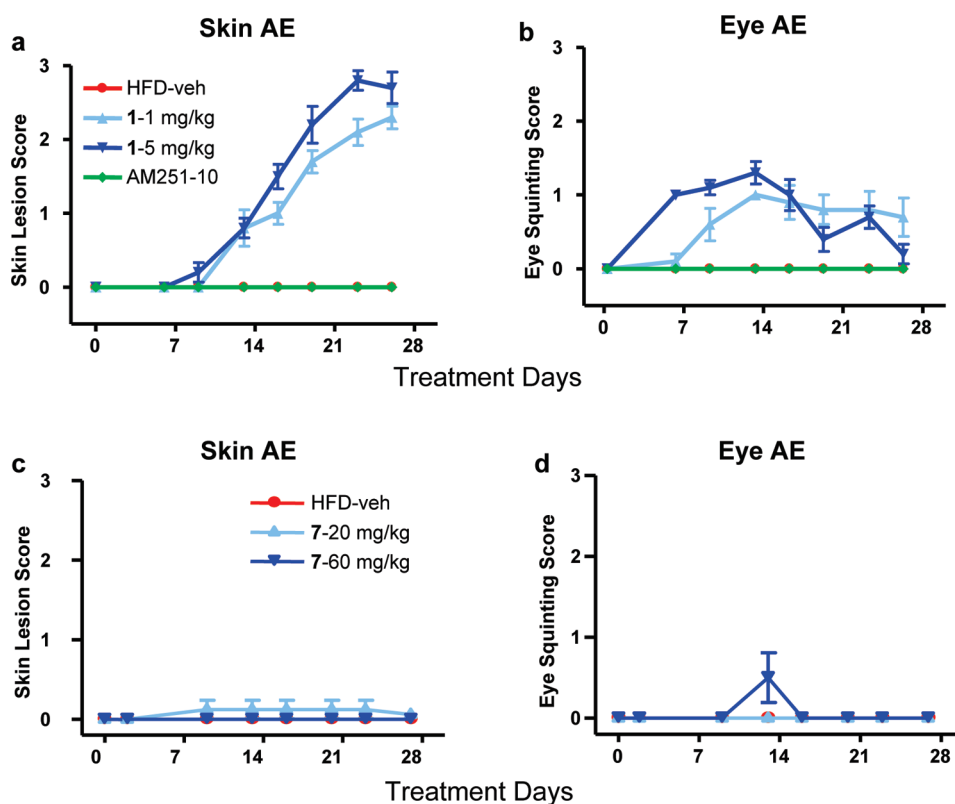 a
Skin AE
Skin Lesion Score
3
2
1
0
HFD-veh
1-1 mg/kg
1-5 mg/kg
AM251-10
0 7 14 21 28
b
Eye AE
Eye Squinting Score
3
2
1
0
0 7 14 21 28
Treatment Days
c
Skin AE
Skin Lesion Score
3
2
1
0
HFD-veh
7-20 mg/kg
7-60 mg/kg
0 7 14 21 28
d
Eye AE
Eye Squinting Score
3
2
1
0
0 7 14 21 28
Treatment Days